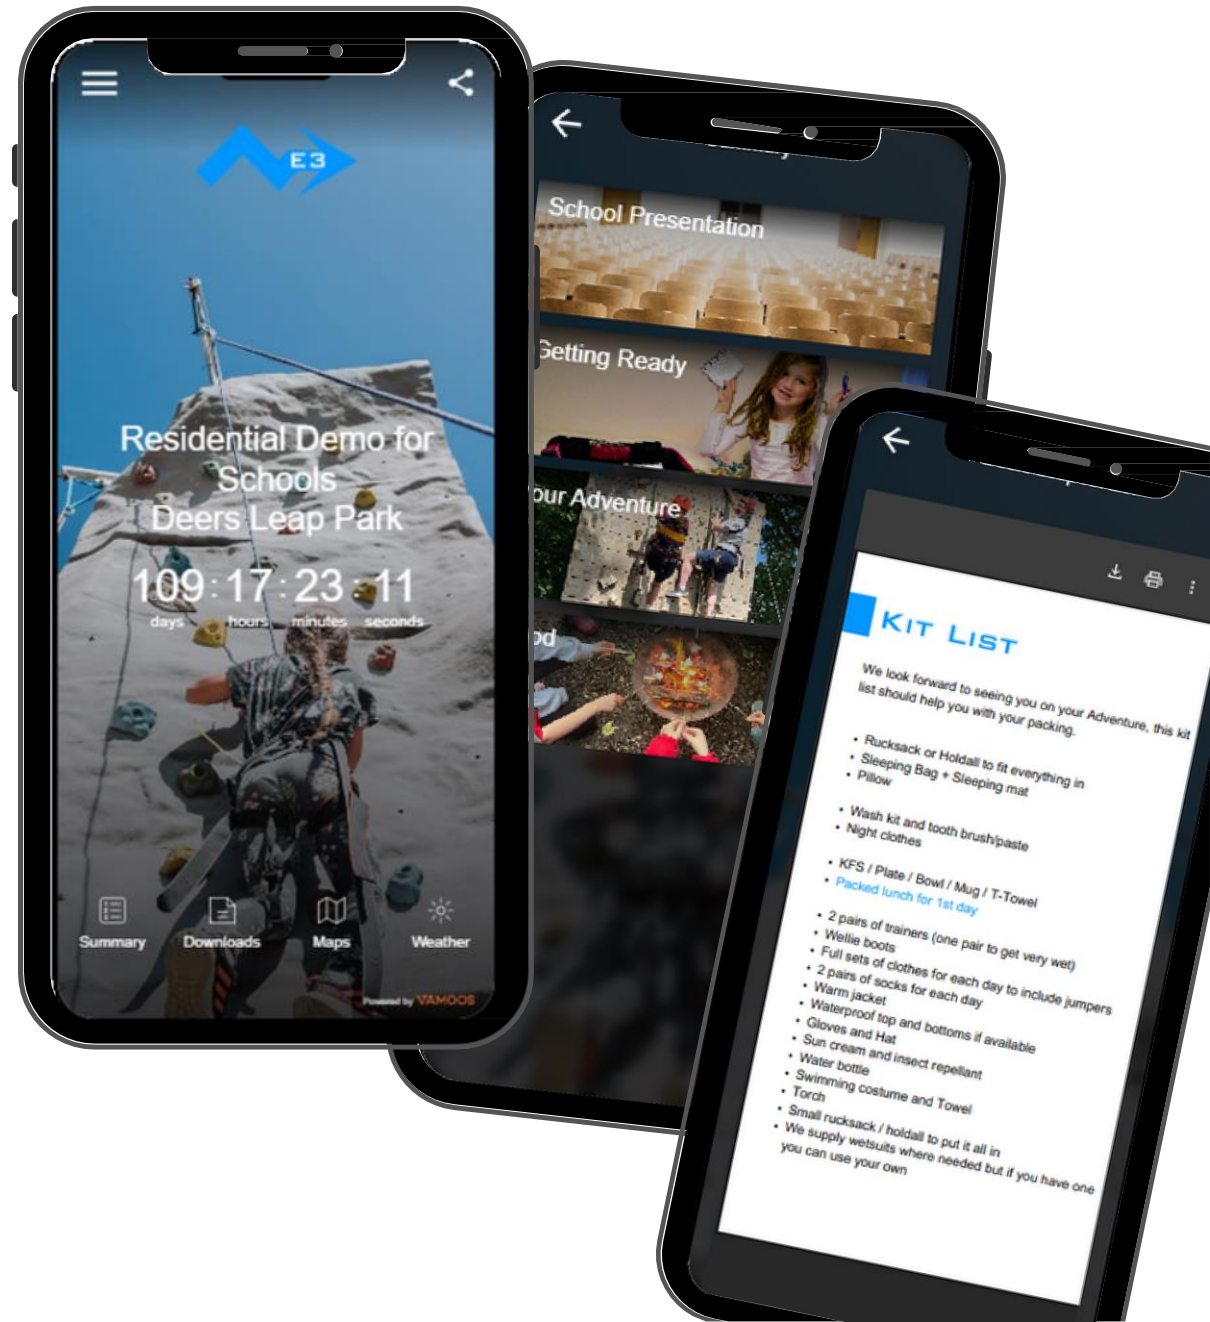 E3
Residential Demo for
Schools
Deers Leap Park
109:17:23:11
days hours minutes seconds
Summary Downloads Maps Weather
Powered by VAMOOS
School Presentation
Getting Ready
our Adventure
od
KIT LIST
We look forward to seeing you on your Adventure, this kit
list should help you with your packing.
• Rucksack or Holdall to fit everything in
• Sleeping Bag + Sleeping mat
• Pillow
• Wash kit and tooth brush/paste
• Night clothes
• KFS / Plate / Bowl / Mug / T-Towel
• Packed lunch for 1st day
• 2 pairs of trainers (one pair to get very wet)
• Wellie boots
• Full sets of clothes for each day to include jumpers
• 2 pairs of socks for each day
• Warm jacket
• Waterproof top and bottoms if available
• Gloves and Hat
• Sun cream and insect repellant
• Water bottle
• Swimming costume and Towel
• Torch
• Small rucksack / holdall to put it all in
• We supply wetsuits where needed but if you have one
you can use your own